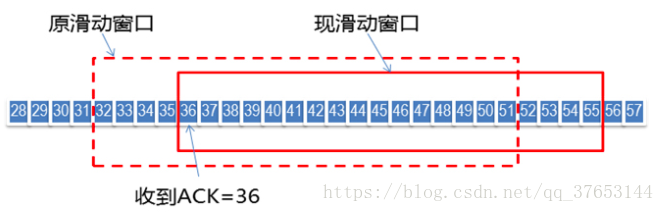 原滑动窗口 现滑动窗口
28 29 30 31 32 33 34 35 36 37 38 39 40 41 42 43 44 45 46 47 48 49 50 51 52 53 54 55 56 57
收到ACK=36
https://blog.csdn.net/qq_37653144